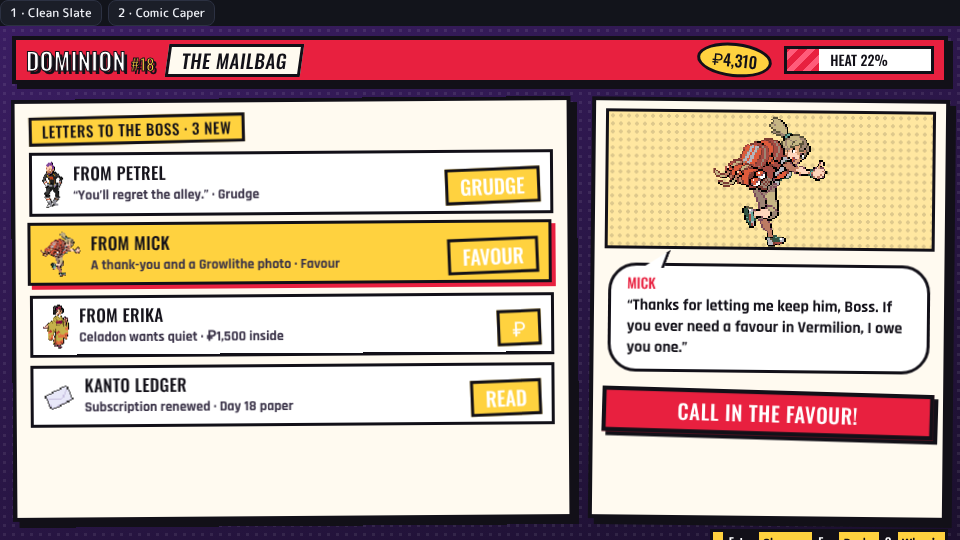 1 · Clean Slate
2 · Comic Caper
DOMINION #18
THE MAILBAG
₽4,310
HEAT 22%
LETTERS TO THE BOSS · 3 NEW
FROM PETREL
“You’ll regret the alley.” · Grudge
GRUDGE
FROM MICK
A thank-you and a Growlithe photo · Favour
FAVOUR
FROM ERIKA
Celadon wants quiet · ₽1,500 inside
₽
KANTO LEDGER
Subscription renewed · Day 18 paper
READ
MICK
“Thanks for letting me keep him, Boss. If
you ever need a favour in Vermilion, I owe
you one.”
CALL IN THE FAVOUR!